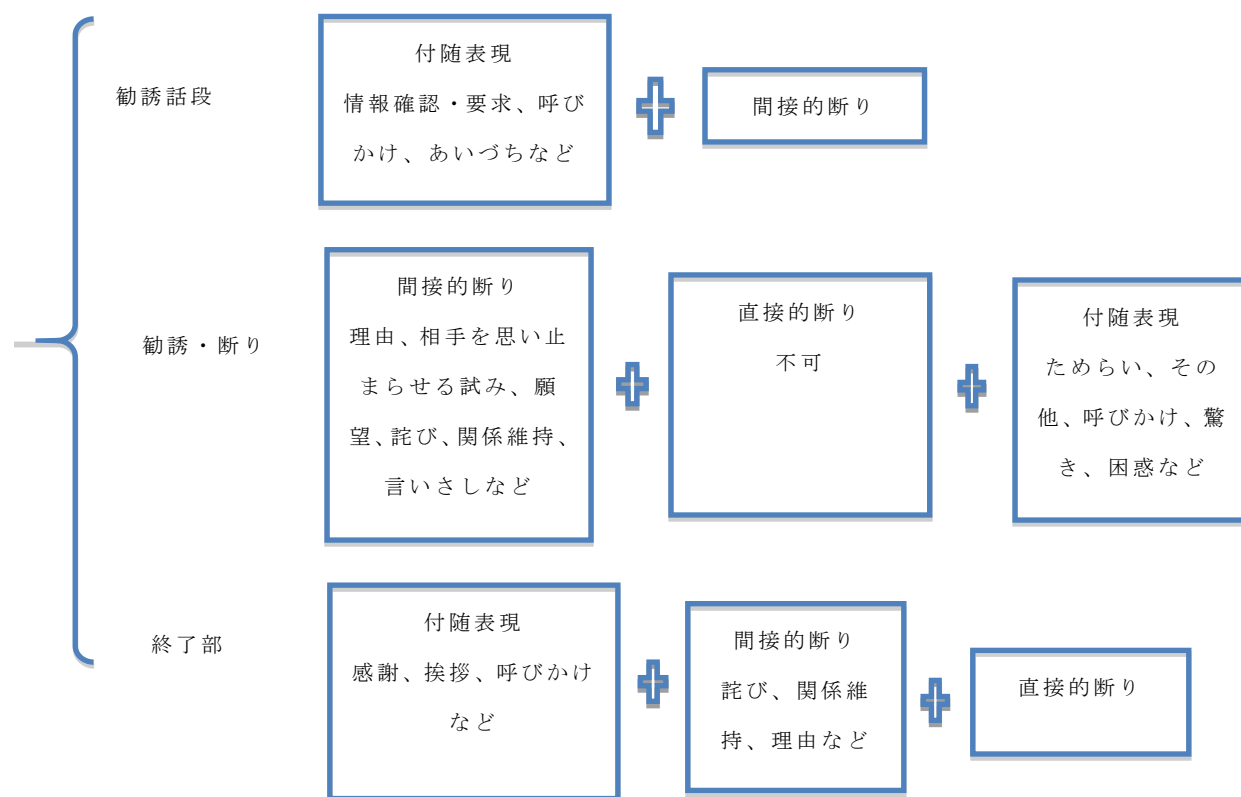 勧誘話段
付随表現
情報確認・要求、呼び
かけ、あいづちなど
間接的断り
勧誘・断り
間接的断り
理由、相手を思い止
まらせる試み、願
望、詫び、関係維持、
言いさしなど
直接的断り
不可
付随表現
ためらい、その
他、呼びかけ、驚
き、困惑など
終了部
付随表現
感謝、挨拶、呼びかけ
など
間接的断り
詫び、関係維
持、理由など
直接的断り